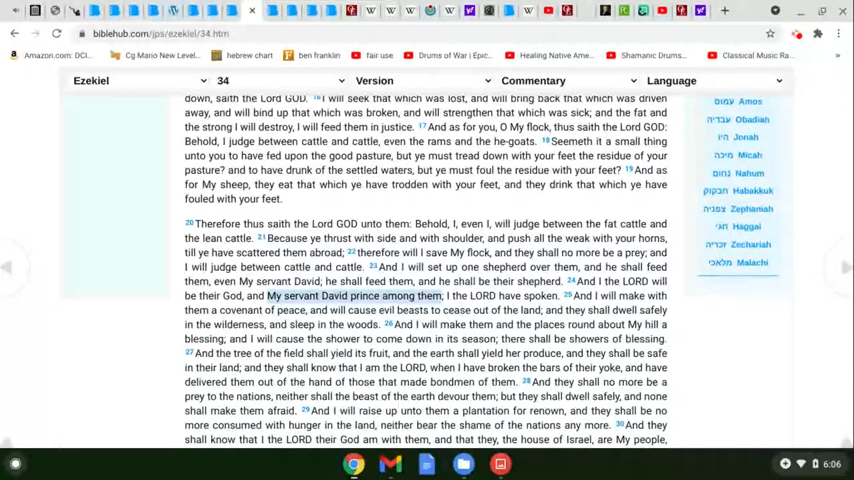 biblehub.com/jps/ezekiel/34.htm
Amazon.com: DCI...
Cg Mario New Level...
hebrew chart
ben franklin
fair use
Drums of War | Epic...
Healing Native Ame...
Shamanic Drums...
Classical Music Ra...
Ezekiel
34
Version
Commentary
Language
down, saith the Lord GOD. 16 I will seek that which was lost, and will bring back that which was driven
away, and will bind up that which was broken, and will strengthen that which was sick; and the fat and
the strong I will destroy, I will feed them in justice. 17 And as for you, O My flock, thus saith the Lord GOD:
Behold, I judge between cattle and cattle, even the rams and the he-goats. 18 Seemeth it a small thing
unto you to have fed upon the good pasture, but ye must tread down with your feet the residue of your
pasture? and to have drunk of the settled waters, but ye must foul the residue with your feet? 19 And as
for My sheep, they eat that which ye have trodden with your feet, and they drink that which ye have
fouled with your feet.
20 Therefore thus saith the Lord GOD unto them: Behold, I, even I, will judge between the fat cattle and
the lean cattle. 21 Because ye thrust with side and with shoulder, and push all the weak with your horns,
till ye have scattered them abroad; 22 therefore will I save My flock, and they shall no more be a prey; and
I will judge between cattle and cattle. 23 And I will set up one shepherd over them, and he shall feed
them, even My servant David; he shall feed them, and he shall be their shepherd. 24 And I the LORD will
be their God, and My servant David prince among them; I the LORD have spoken. 25 And I will make with
them a covenant of peace, and will cause evil beasts to cease out of the land; and they shall dwell safely
in the wilderness, and sleep in the woods. 26 And I will make them and the places round about My hill a
blessing; and I will cause the shower to come down in its season; there shall be showers of blessing.
27 And the tree of the field shall yield its fruit, and the earth shall yield her produce, and they shall be safe
in their land; and they shall know that I am the LORD, when I have broken the bars of their yoke, and
have delivered them out of the hand of those that made bondmen of them. 28 And they shall no more be a
prey to the nations, neither shall the beast of the earth devour them; but they shall dwell safely, and none
shall make them afraid. 29 And I will raise up unto them a plantation for renown, and they shall be no
more consumed with hunger in the land, neither bear the shame of the nations any more. 30 And they
shall know that I the LORD their God am with them, and that they, the house of Israel, are My people,
עמוס Amos
עבדיה Obadiah
Jonah
מיכה Micah
נחום Nahum
חבקוק Habakkuk
צפניה Zephaniah
חגי Haggai
זכריה Zechariah
מלאכי Malachi
6:06